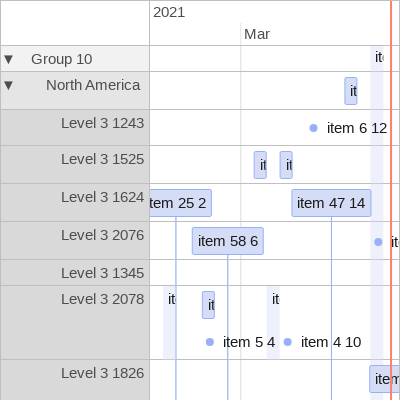 2021
Mar
▼ Group 10
▼ North America
Level 3 1243
item 6 12
Level 3 1525
Level 3 1624
item 47 14
Level 3 2076
item 58 6
Level 3 1345
Level 3 2078
item 5 4
item 4 10
Level 3 1826
item